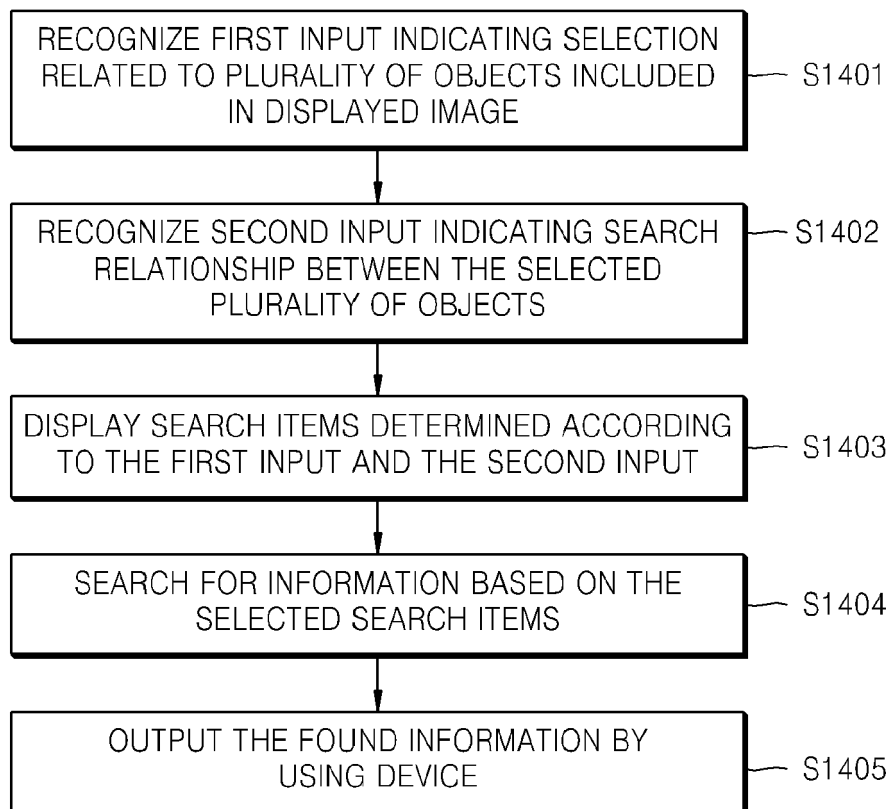 RECOGNIZE FIRST INPUT INDICATING SELECTION
RELATED TO PLURALITY OF OBJECTS INCLUDED
IN DISPLAYED IMAGE
S1401
RECOGNIZE SECOND INPUT INDICATING SEARCH
RELATIONSHIP BETWEEN THE SELECTED
PLURALITY OF OBJECTS
S1402
DISPLAY SEARCH ITEMS DETERMINED ACCORDING
TO THE FIRST INPUT AND THE SECOND INPUT
S1403
SEARCH FOR INFORMATION BASED ON THE
SELECTED SEARCH ITEMS
S1404
OUTPUT THE FOUND INFORMATION BY
USING DEVICE
S1405